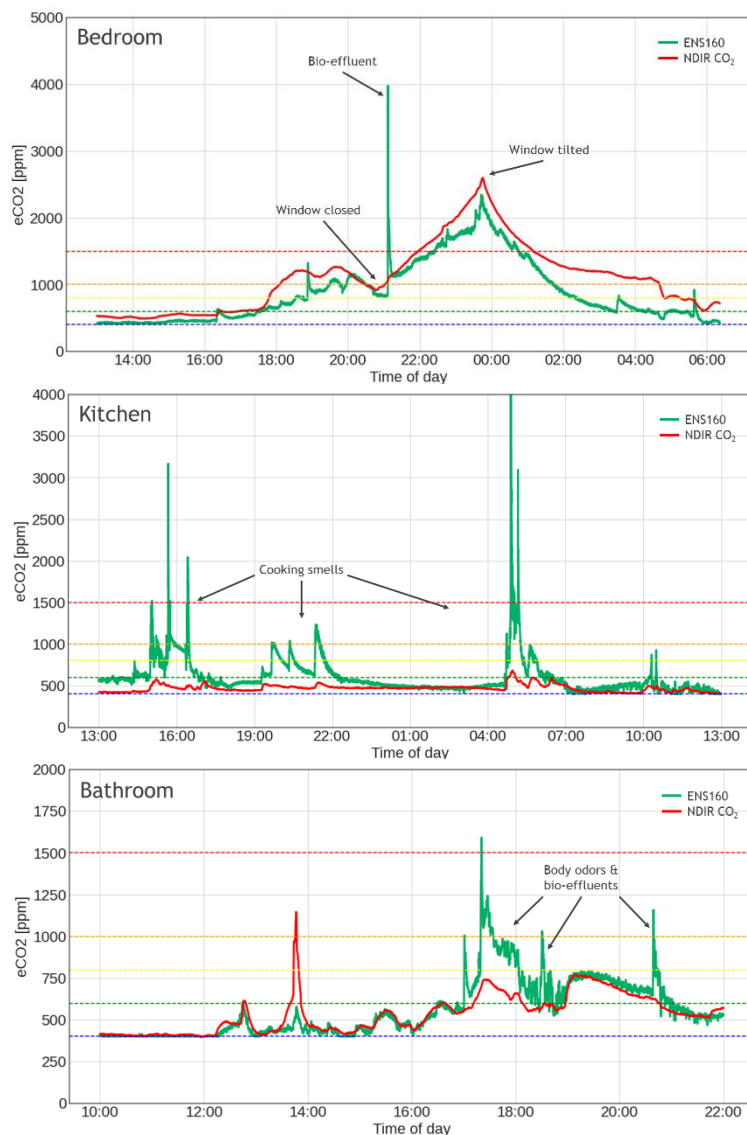 Bedroom
ENS160
NDIR CO₂
Bio-effluent
Window tilted
Window closed
eCO2 [ppm]
5000
4000
3000
2000
1000
0
14:00 16:00 18:00 20:00 22:00 00:00 02:00 04:00 06:00
Time of day
Kitchen
ENS160
NDIR CO₂
Cooking smells
eCO2 [ppm]
4000
3500
3000
2500
2000
1500
1000
500
0
13:00 16:00 19:00 22:00 01:00 04:00 07:00 10:00 13:00
Time of day
Bathroom
ENS160
NDIR CO₂
Body odors &
bio-effluents
eCO2 [ppm]
2000
1750
1500
1250
1000
750
500
250
0
10:00 12:00 14:00 16:00 18:00 20:00 22:00
Time of day